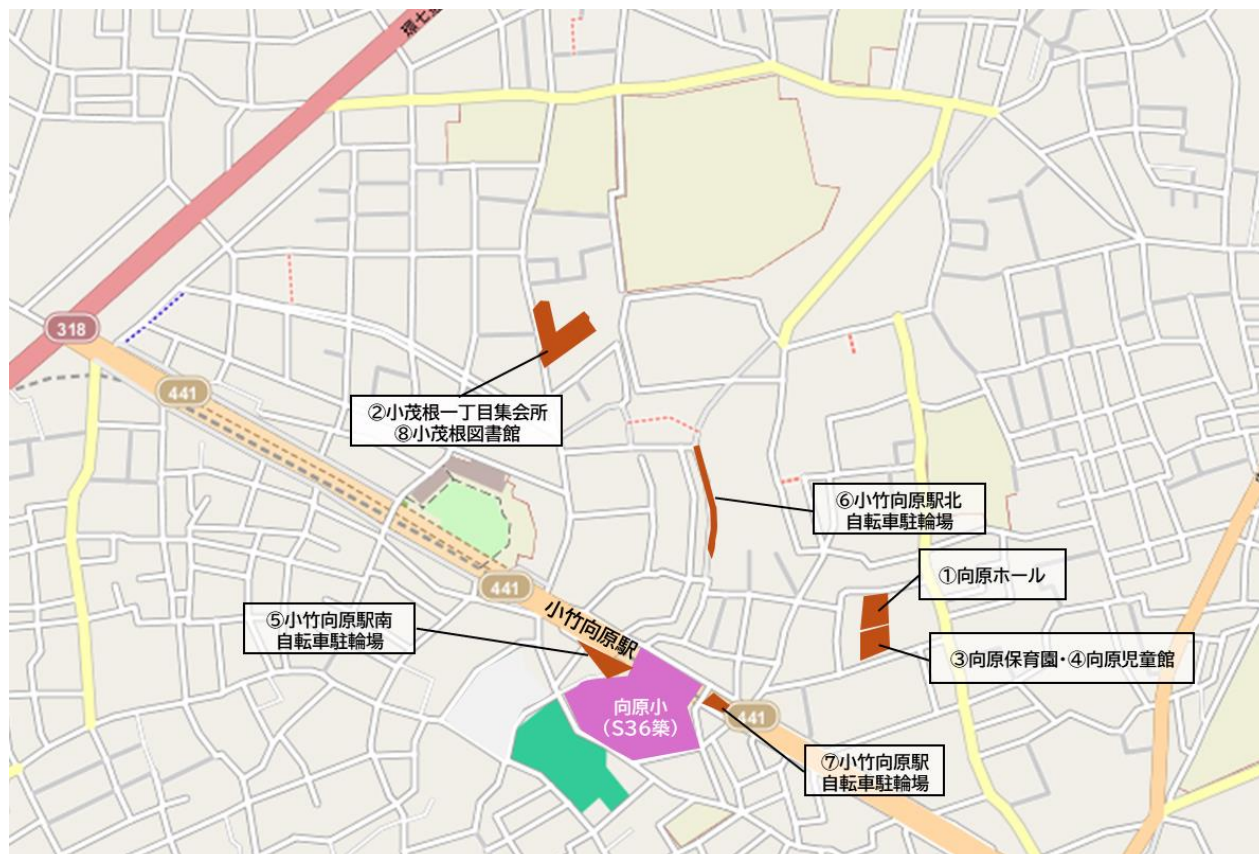 環七通
318
441
②小茂根一丁目集会所
⑧小茂根図書館
⑥小竹向原駅北
自転車駐輪場
①向原ホール
441
小竹向原駅
⑤小竹向原駅南
自転車駐輪場
③向原保育園・④向原児童館
向原小
(S36築)
441
⑦小竹向原駅
自転車駐輪場